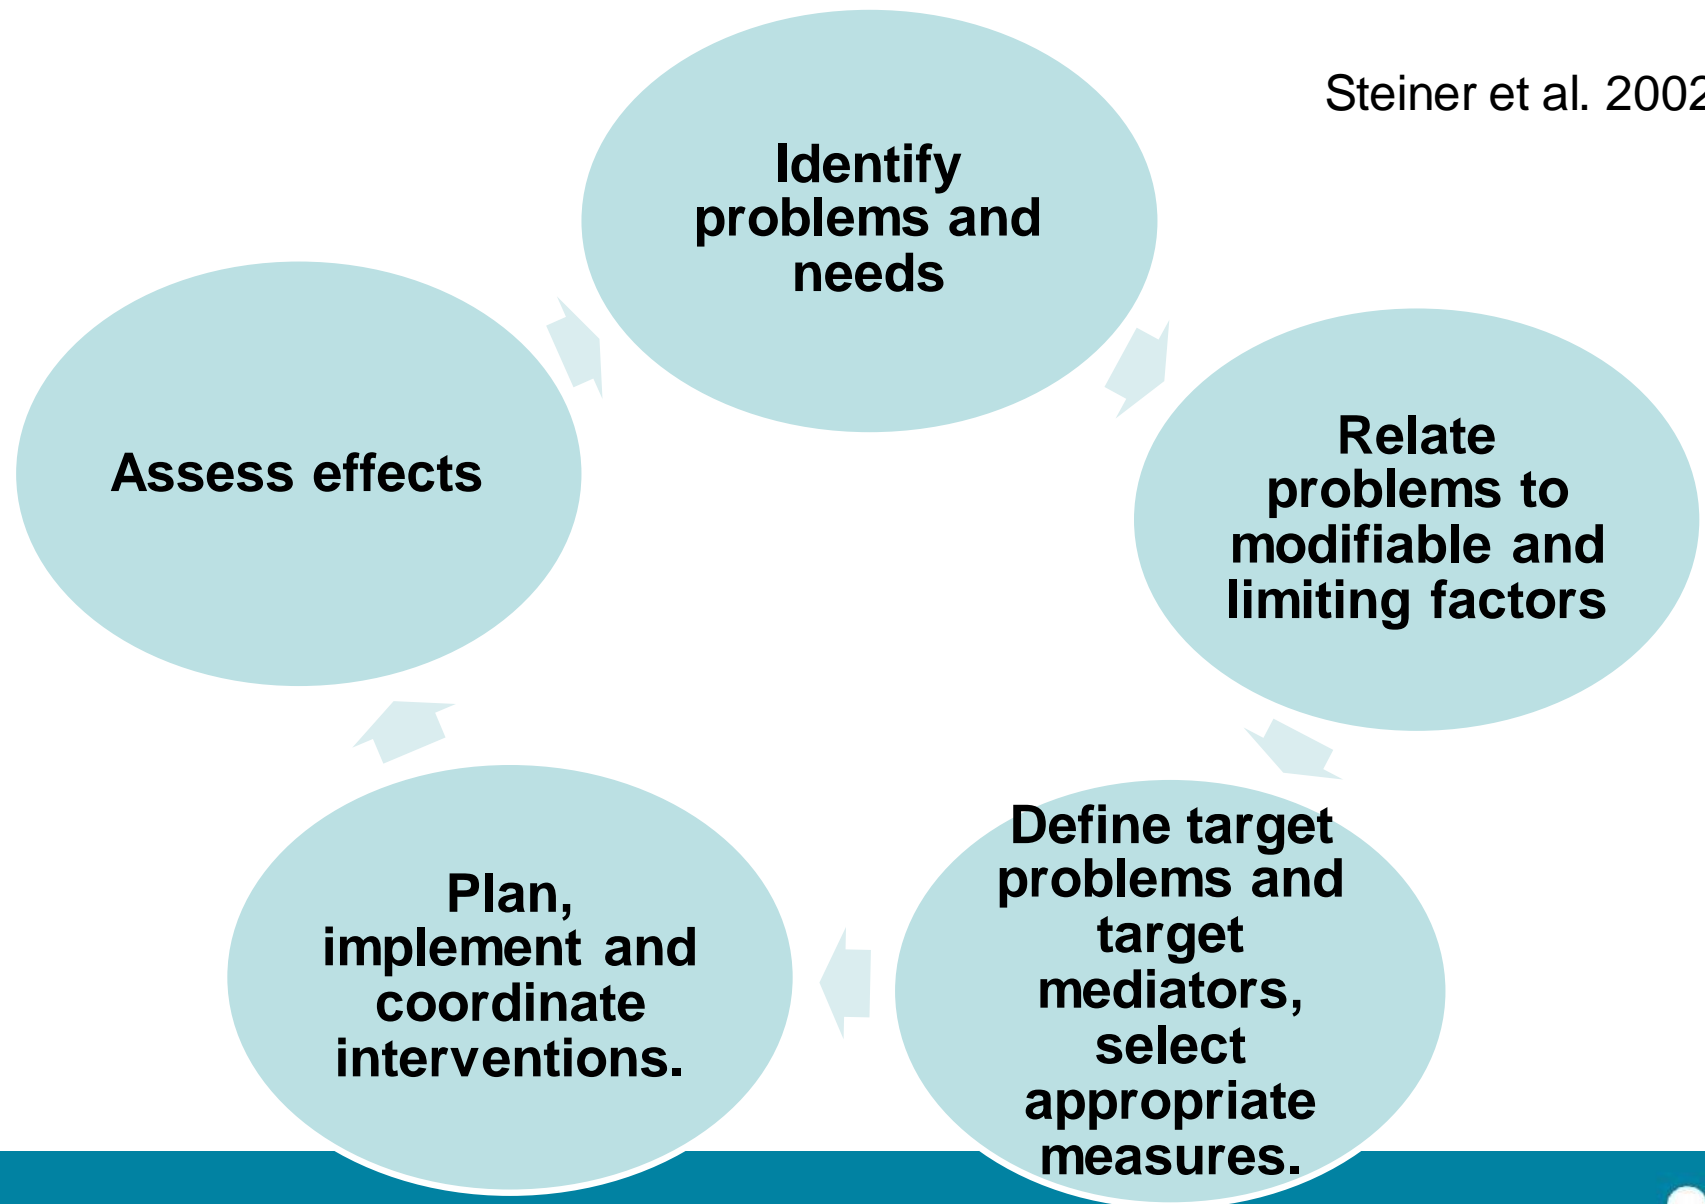 Steiner et al. 2002
Identify
problems and
needs
Relate
problems to
modifiable and
limiting factors
Define target
problems and
target
mediators,
select
appropriate
measures.
Plan,
implement and
coordinate
interventions.
Assess effects